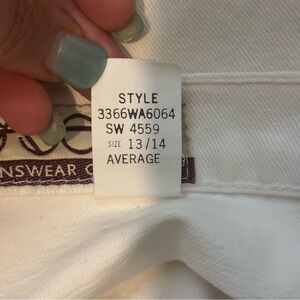 STYLE
3366WA6064
SW 4559
SIZE 13/14
AVERAGE
NSWEAR